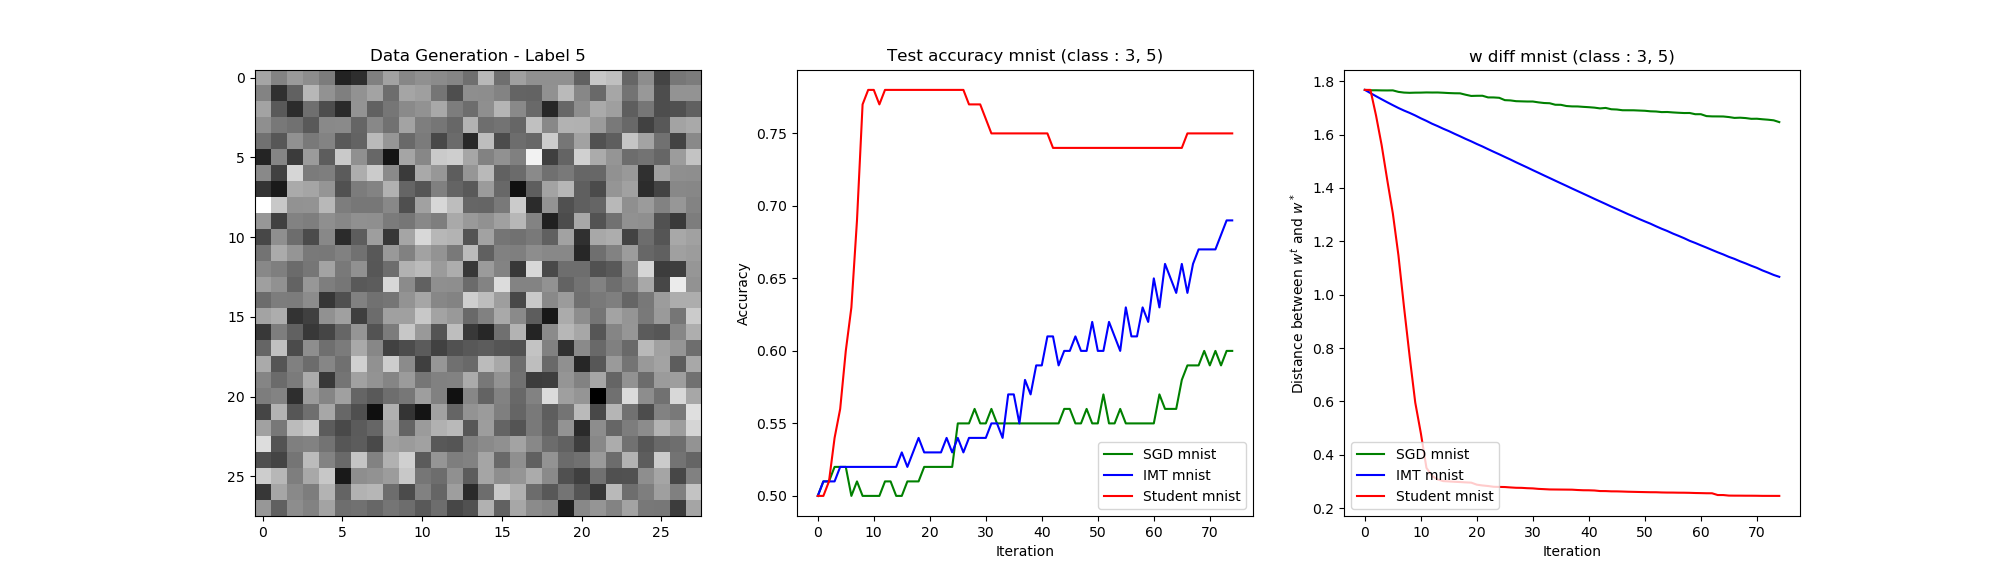 Data Generation - Label 5
0
5
10
15
20
25
0 5 10 15 20 25
Test accuracy mnist (class : 3, 5)
Accuracy
0.75
0.70
0.65
0.60
0.55
0.50
0 10 20 30 40 50 60 70
Iteration
SGD mnist
IMT mnist
Student mnist
w diff mnist (class : 3, 5)
Distance between w^t and w^*
1.8
1.6
1.4
1.2
1.0
0.8
0.6
0.4
0.2
0 10 20 30 40 50 60 70
Iteration
SGD mnist
IMT mnist
Student mnist